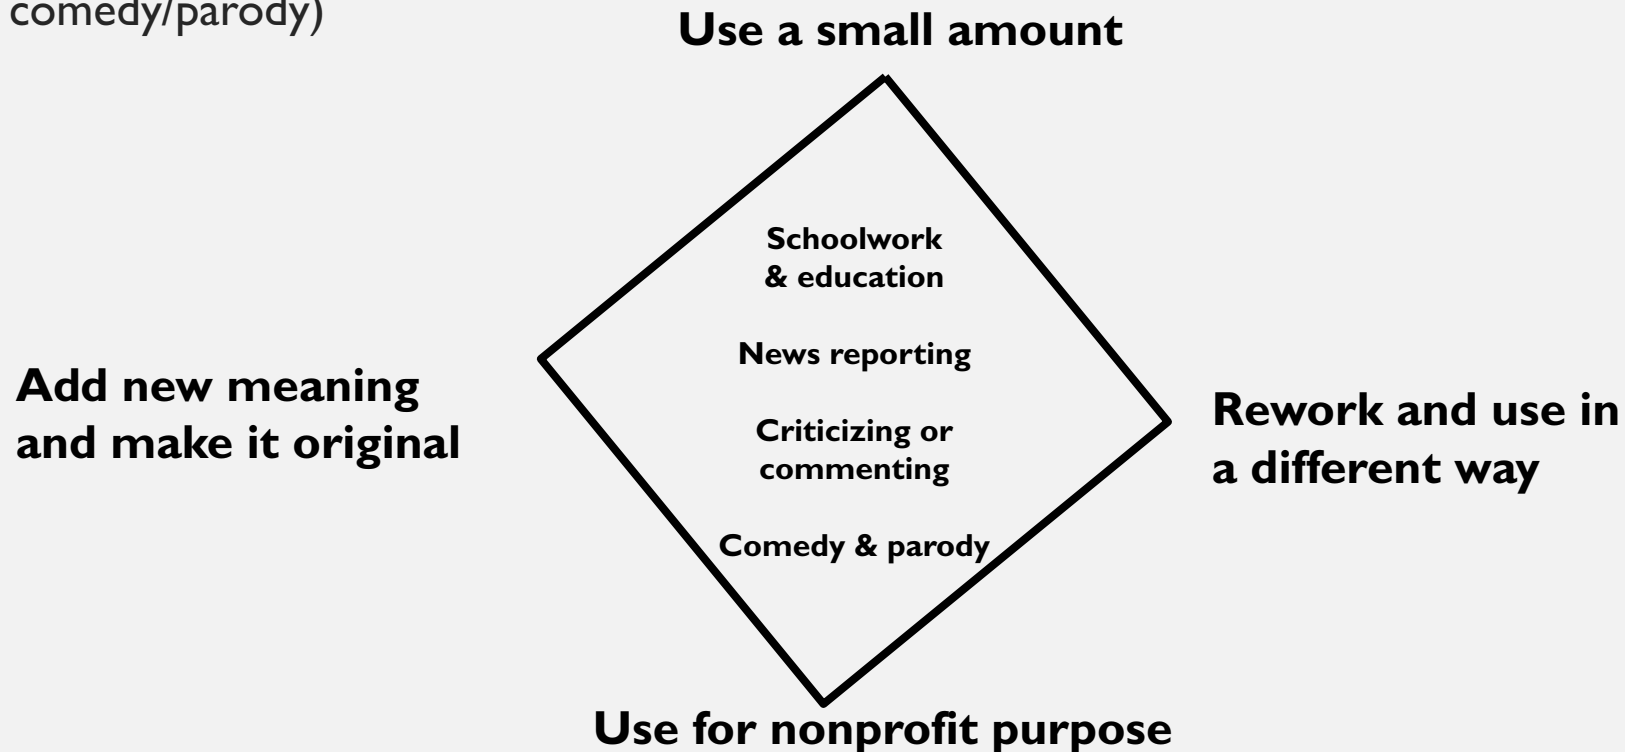 comedy/parody)
Use a small amount
Schoolwork
& education
News reporting
Criticizing or
commenting
Comedy & parody
Add new meaning
and make it original
Rework and use in
a different way
Use for nonprofit purpose